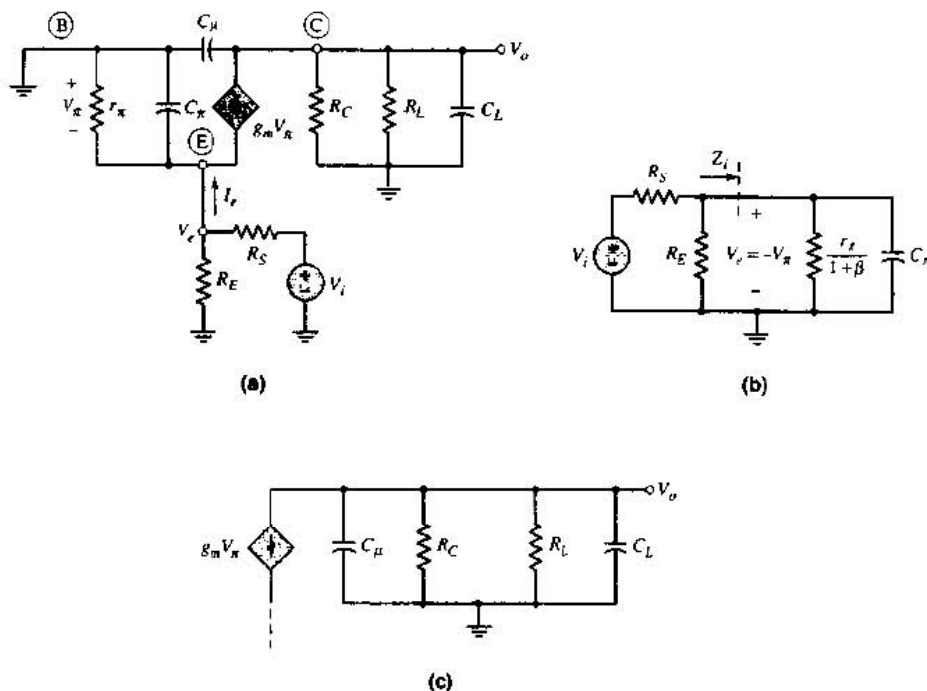 B
C_μ
C
V_o
+
V_π
−
r_π
C_π
g_mV_π
R_C
R_L
C_L
E
I_e
V_e
R_S
R_E
V_i
(a)
R_S
Z_i
V_i
R_E
+
V_e = −V_π
−
r_π
1+β
(b)
V_o
g_mV_π
C_μ
R_C
R_L
C_L
(c)